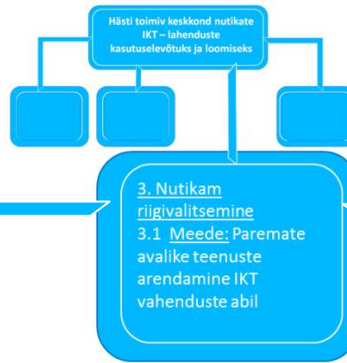 Hästi toimiv keskkond nutikate
IKT – lahenduste
kasutuselevõtuks ja loomiseks
3. Nutikam
riigivalitsemine
3.1 Meede: Paremate
avalike teenuste
arendamine IKT
vahenduste abil